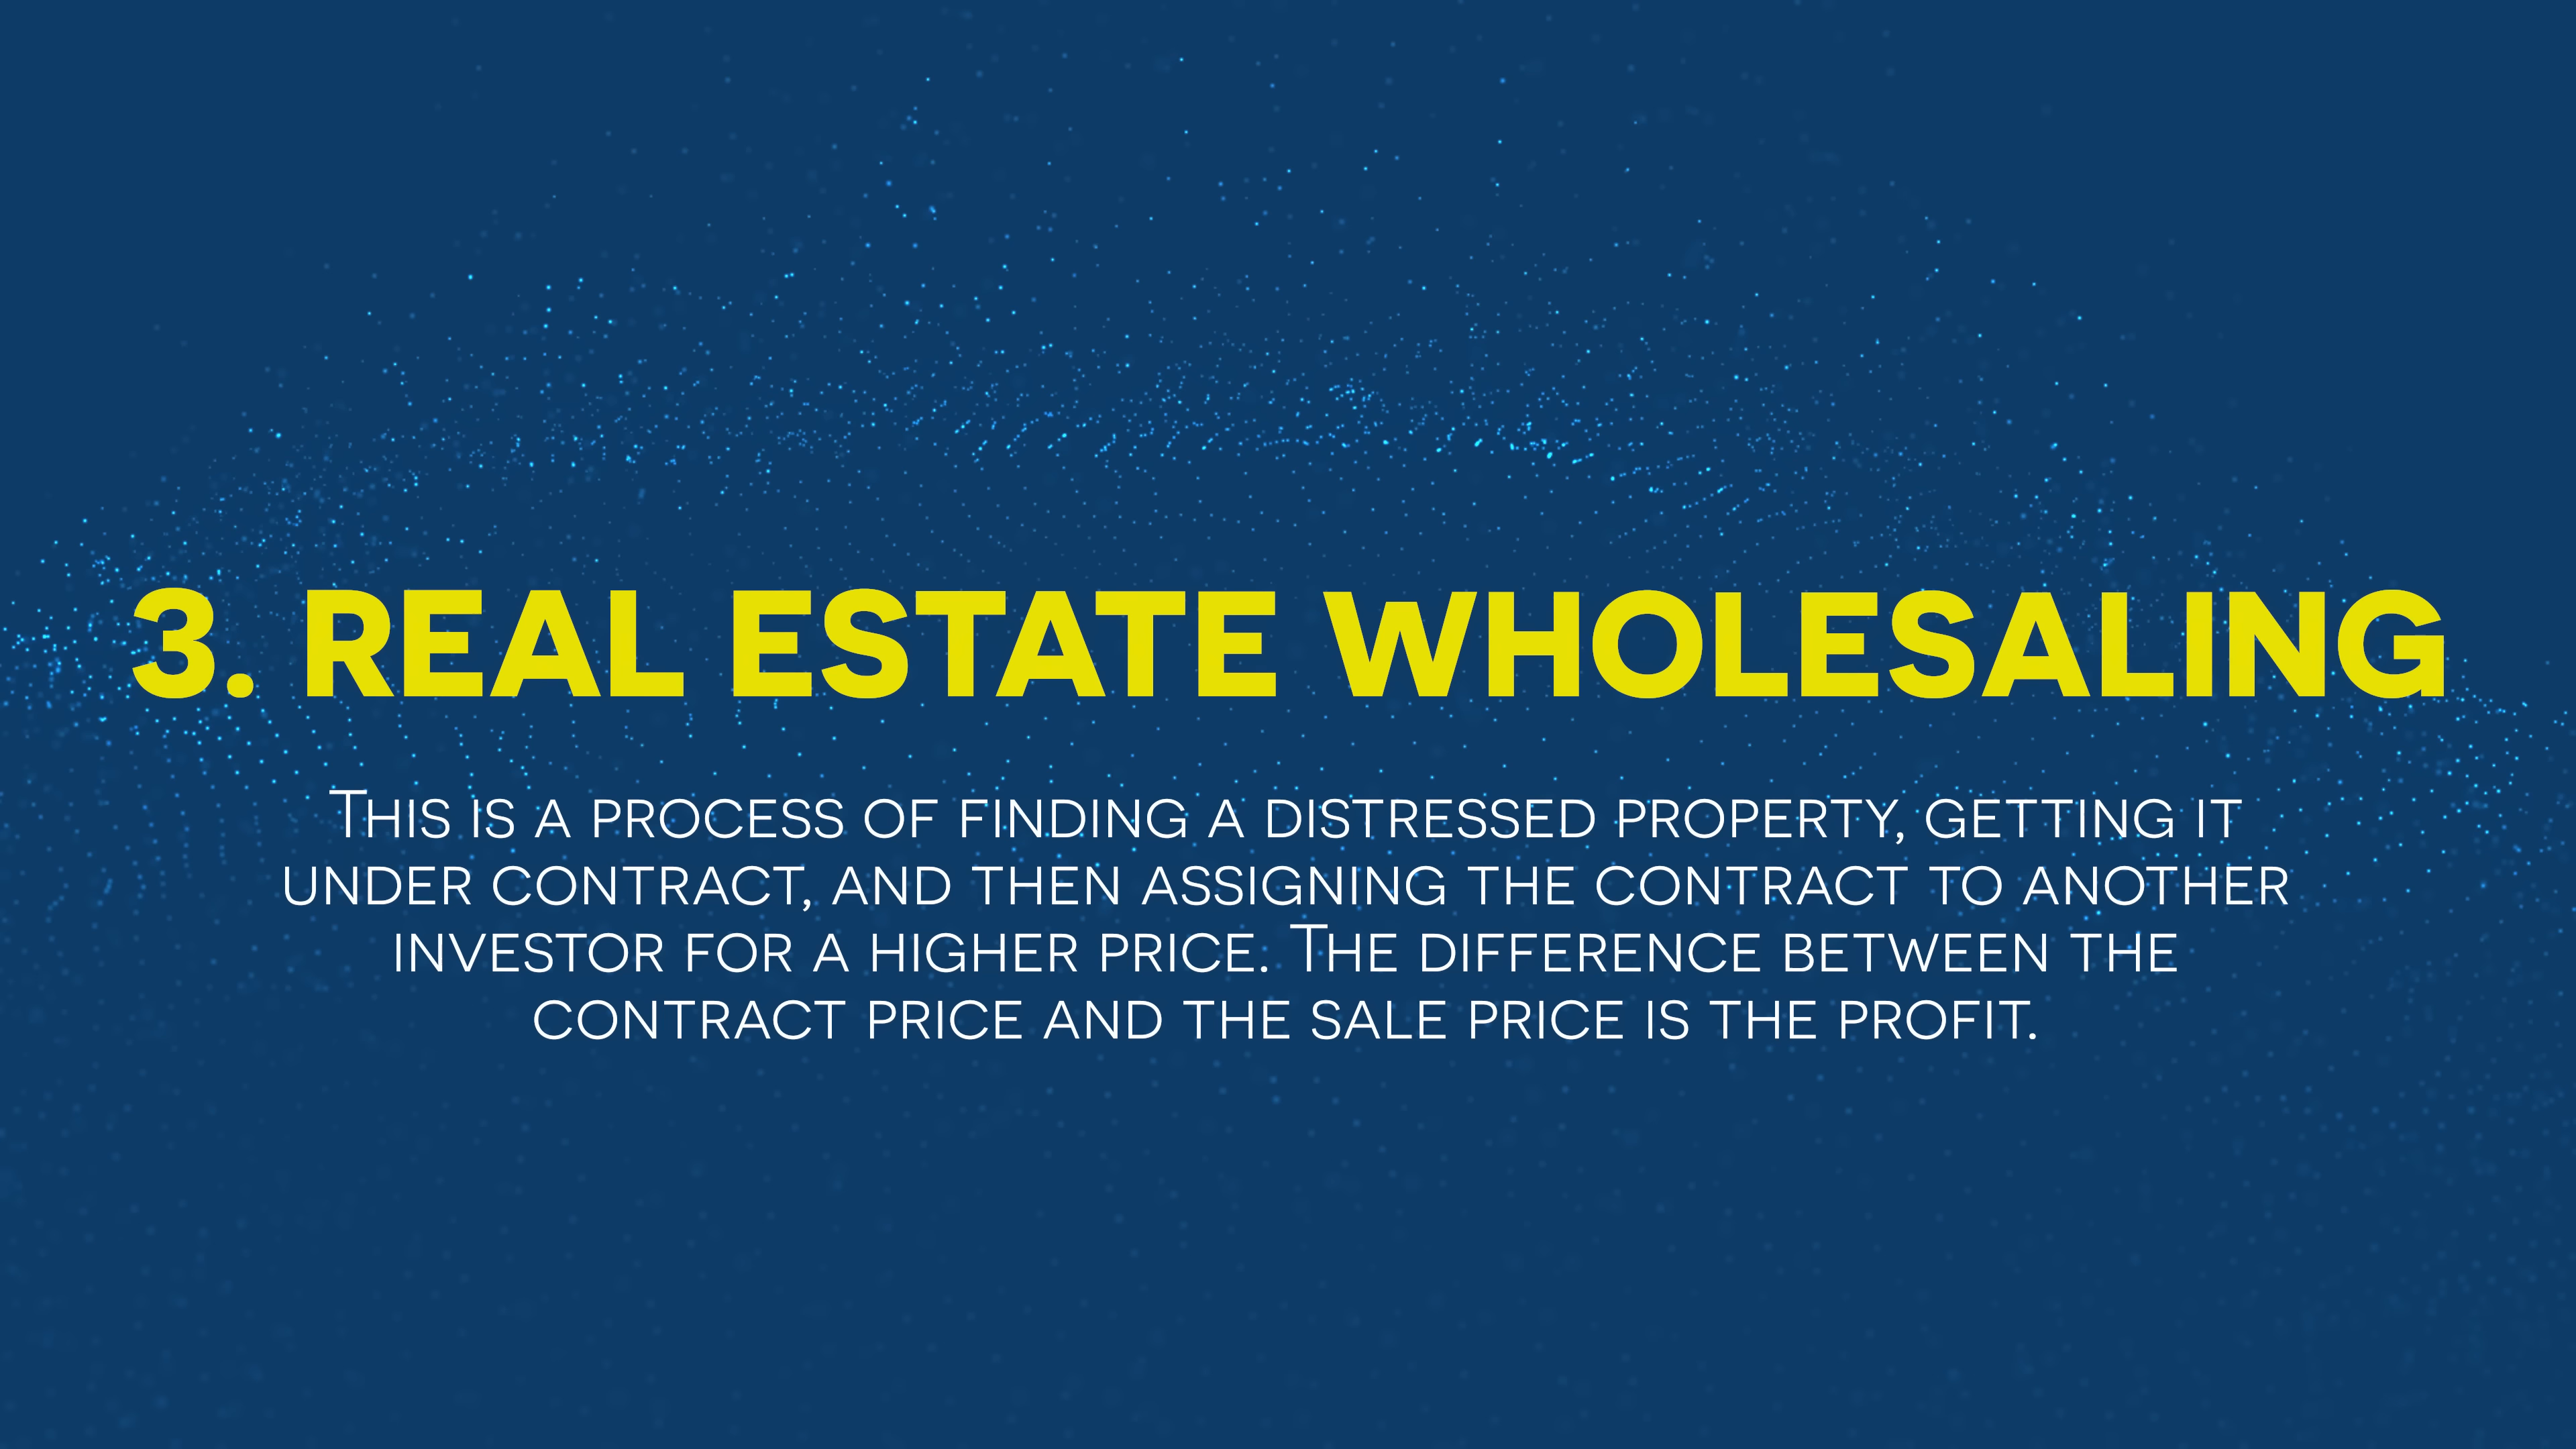 3. REAL ESTATE WHOLESALING
This is a process of finding a distressed property, getting it
under contract, and then assigning the contract to another
investor for a higher price. The difference between the
contract price and the sale price is the profit.